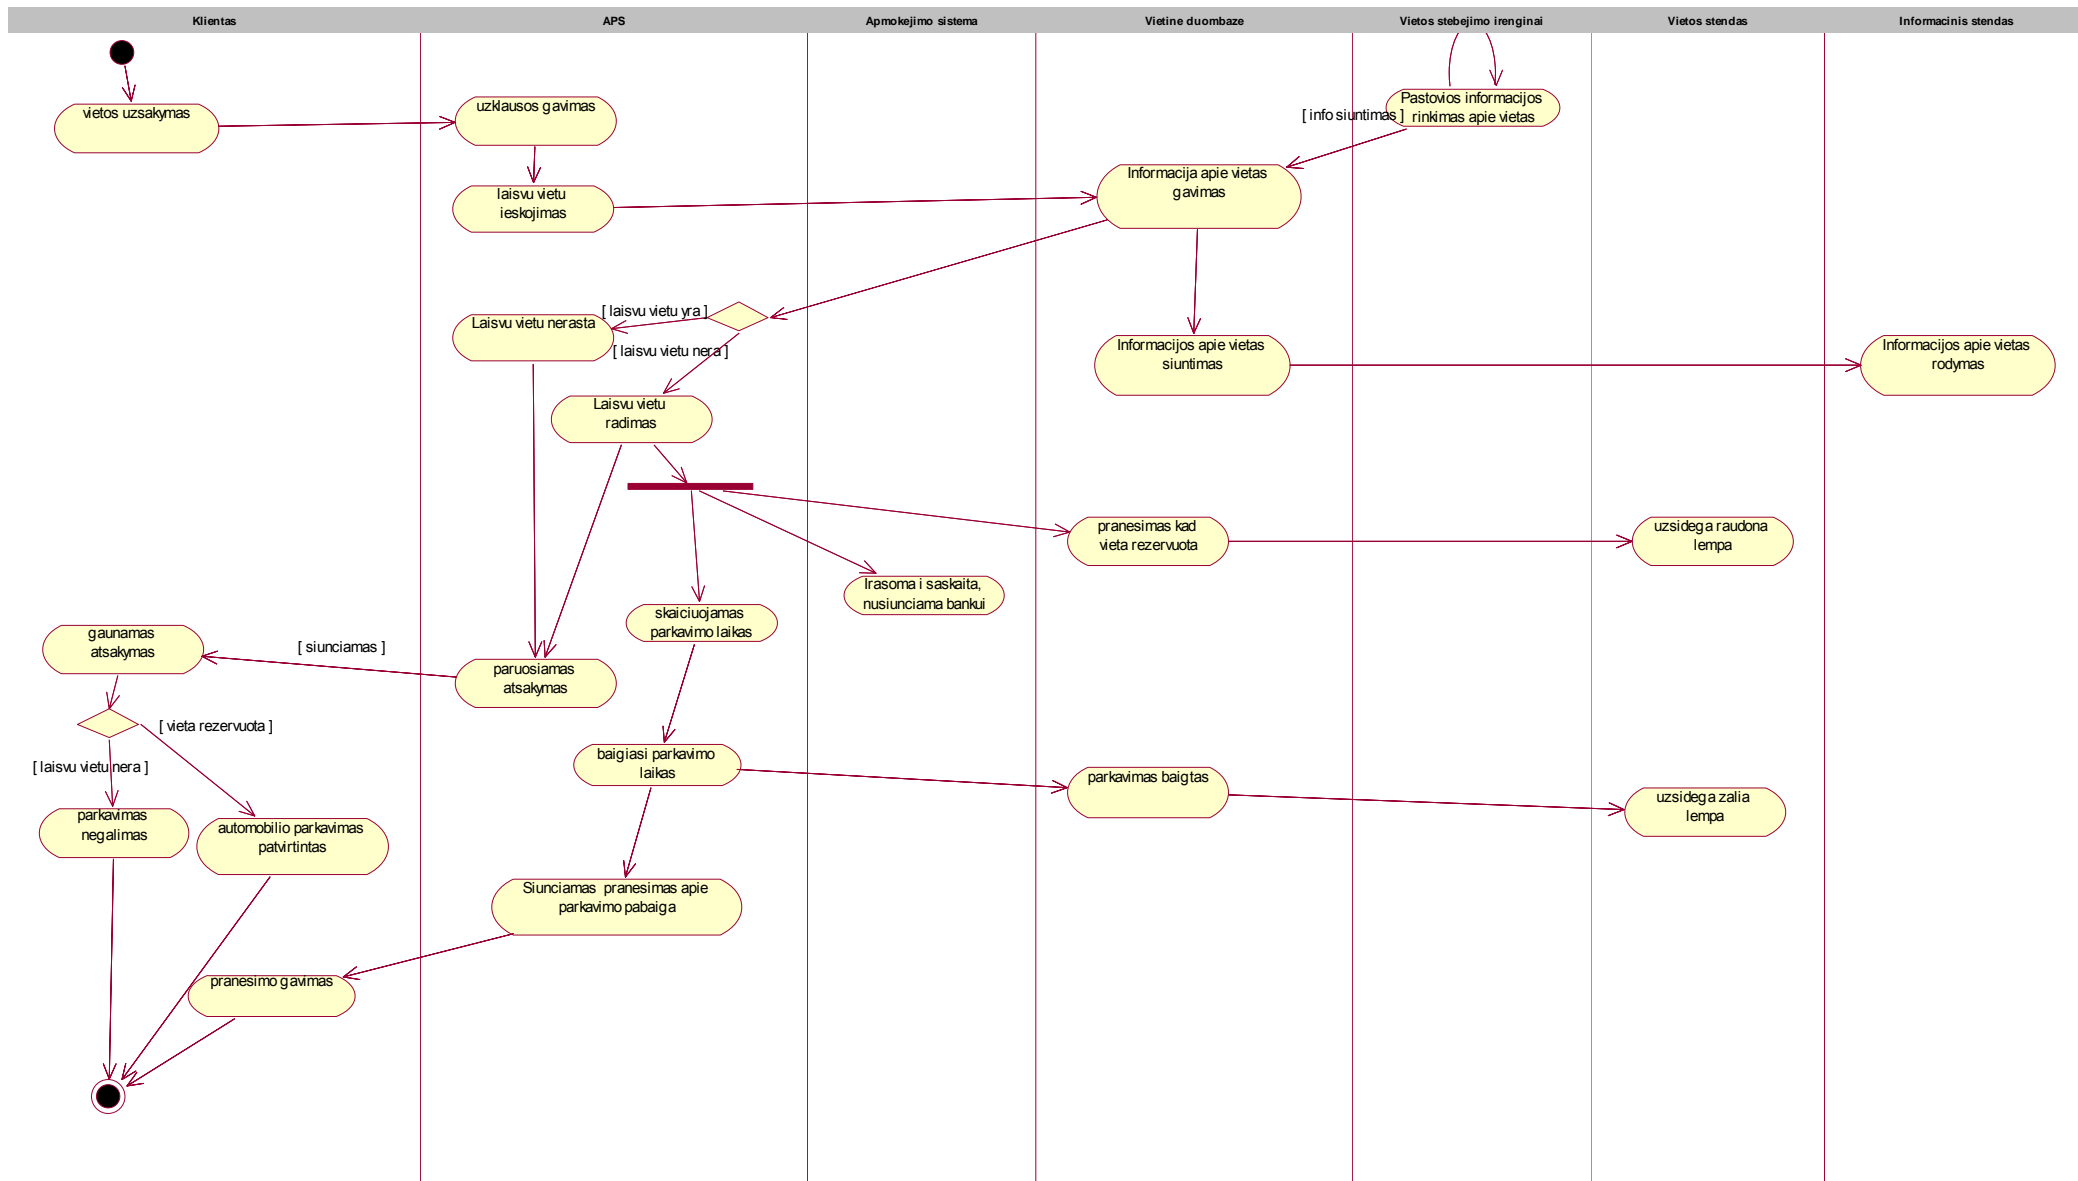 Klientas
APS
Apmokejimo sistema
Vietine duombaze
Vietos stebejimo irenginai
Vietos stendas
Informacinis stendas
vietos uzsakymas
uzklausos gavimas
Pastovios informacijos
rinkimas apie vietas
[ info siuntimas ]
laisvu vietu
ieskojimas
Informacija apie vietas
gavimas
[ laisvu vietu yra ]
Laisvu vietu nerasta
[ laisvu vietu nera ]
Informacijos apie vietas
siuntimas
Informacijos apie vietas
rodymas
Laisvu vietu
radimas
pranesimas kad
vieta rezervuota
uzsidega raudona
lempa
Irasoma i saskaita,
nusiunciama bankui
skaiciuojamas
parkavimo laikas
gaunamas
atsakymas
[ siunciamas ]
paruosiamas
atsakymas
[ vieta rezervuota ]
[ laisvu vietu nera ]
baigiasi parkavimo
laikas
parkavimas baigtas
uzsidega zalia
lempa
parkavimas
negalimas
automobilio parkavimas
patvirtintas
Siunciamas pranesimas apie
parkavimo pabaiga
pranesimo gavimas